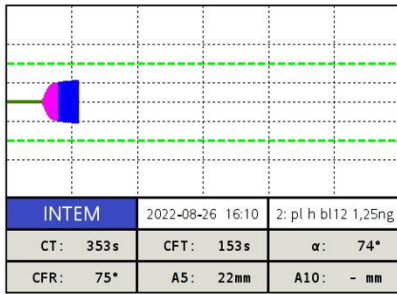 INTEM 2022-08-26 16:10 2: pl h bl12 1,25ng
CT: 353s CFT: 153s α: 74°
CFR: 75° A5: 22mm A10: - mm